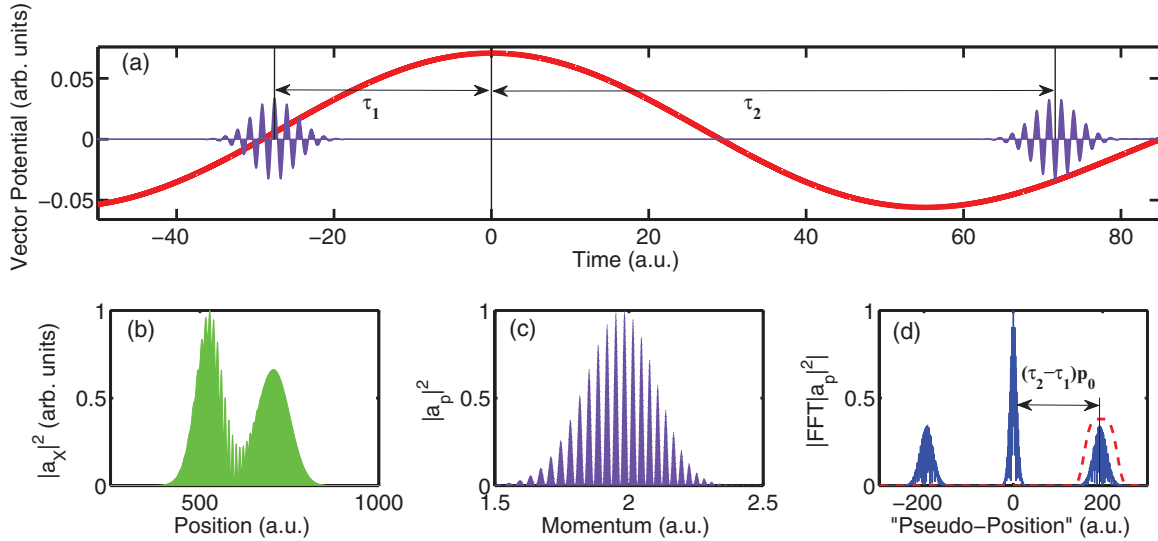 (a)
Vector Potential (arb. units)
0.05
0
−0.05
τ1
τ2
−40 −20 0 20 40 60 80
Time (a.u.)
(b)
|aX|² (arb. units)
1
0.5
0
500 1000
Position (a.u.)
(c)
|ap|²
1
0.5
0
1.5 2 2.5
Momentum (a.u.)
(d)
|FFT|ap|²|
1
0.5
0
(τ2−τ1)p0
−200 0 200
"Pseudo−Position" (a.u.)